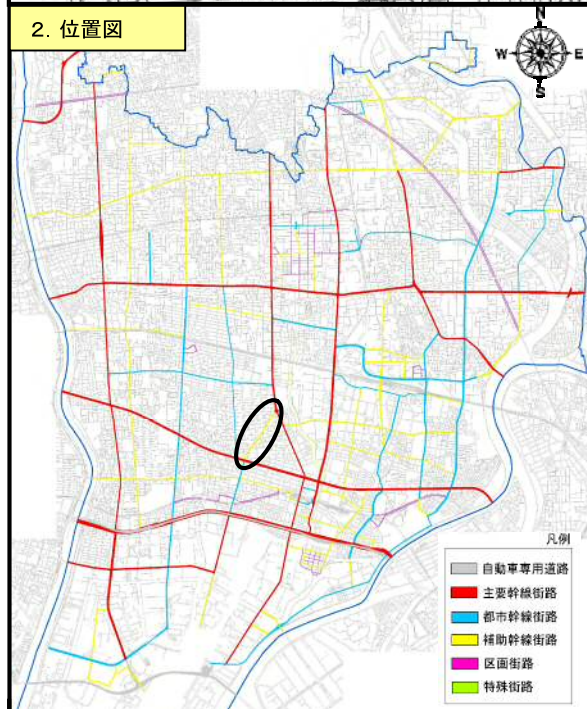 2. 位置図
N
W
E
S
凡例
自動車専用道路
主要幹線街路
都市幹線街路
補助幹線街路
区画街路
特殊街路